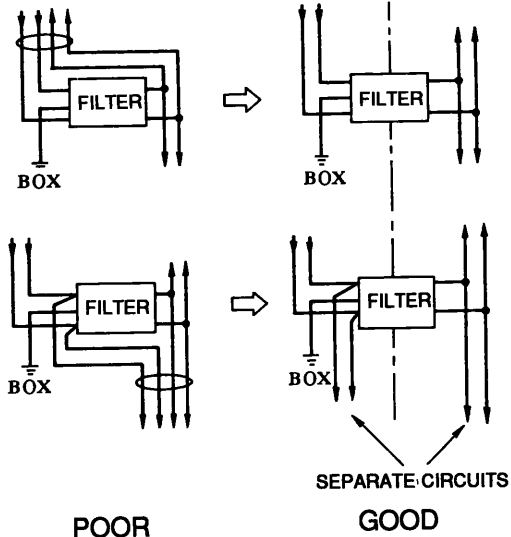 FILTER
FILTER
BOX
BOX
FILTER
FILTER
BOX
BOX
SEPARATE CIRCUITS
POOR
GOOD